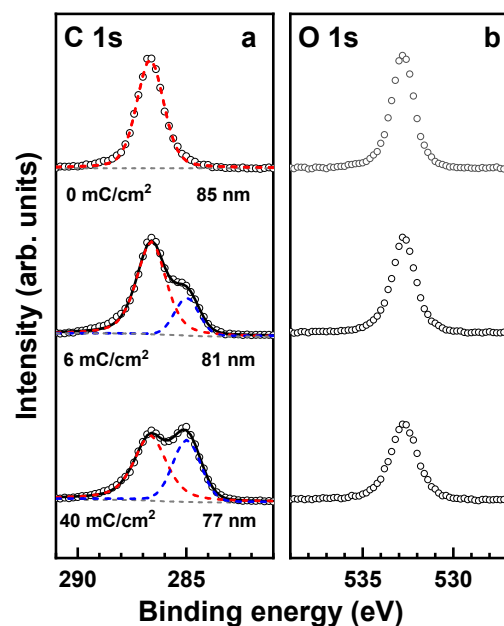 C 1s a
O 1s b
0 mC/cm² 85 nm
6 mC/cm² 81 nm
40 mC/cm² 77 nm
Intensity (arb. units)
290 285
535 530
Binding energy (eV)